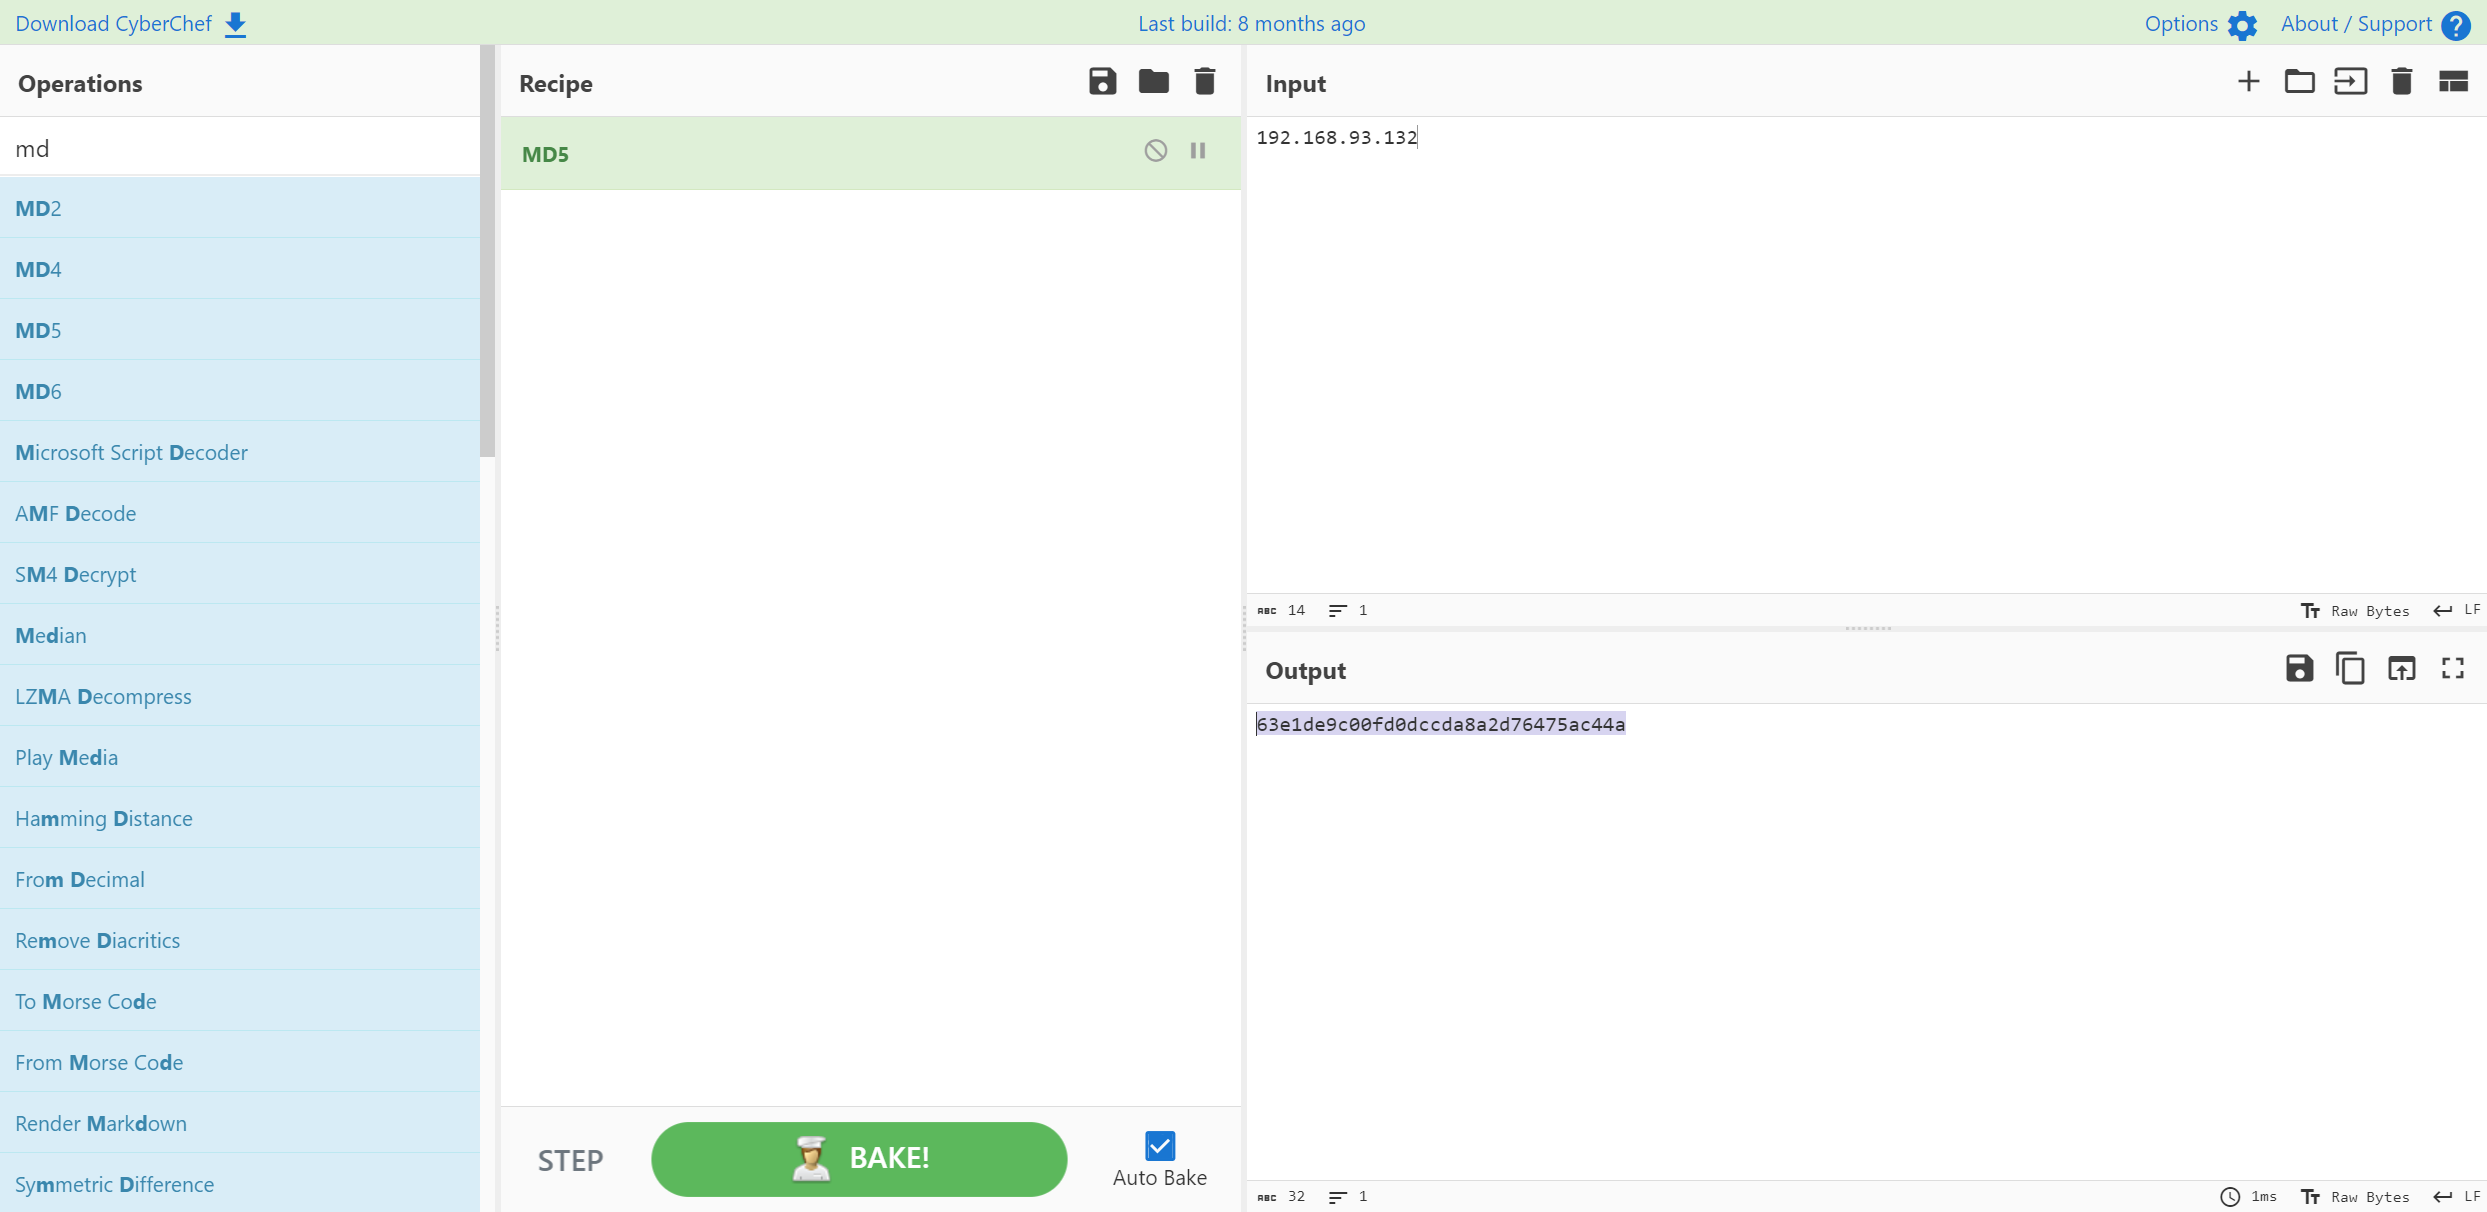 Download CyberChef
Last build: 8 months ago
Options
About / Support
Operations
md
MD2
MD4
MD5
MD6
Microsoft Script Decoder
AMF Decode
SM4 Decrypt
Median
LZMA Decompress
Play Media
Hamming Distance
From Decimal
Remove Diacritics
To Morse Code
From Morse Code
Render Markdown
Symmetric Difference
Recipe
MD5
STEP
BAKE!
Auto Bake
Input
192.168.93.132
ABC 14 1
Tт Raw Bytes LF
Output
63e1de9c00fd0dccda8a2d76475ac44a
ABC 32 1
1ms Tт Raw Bytes LF